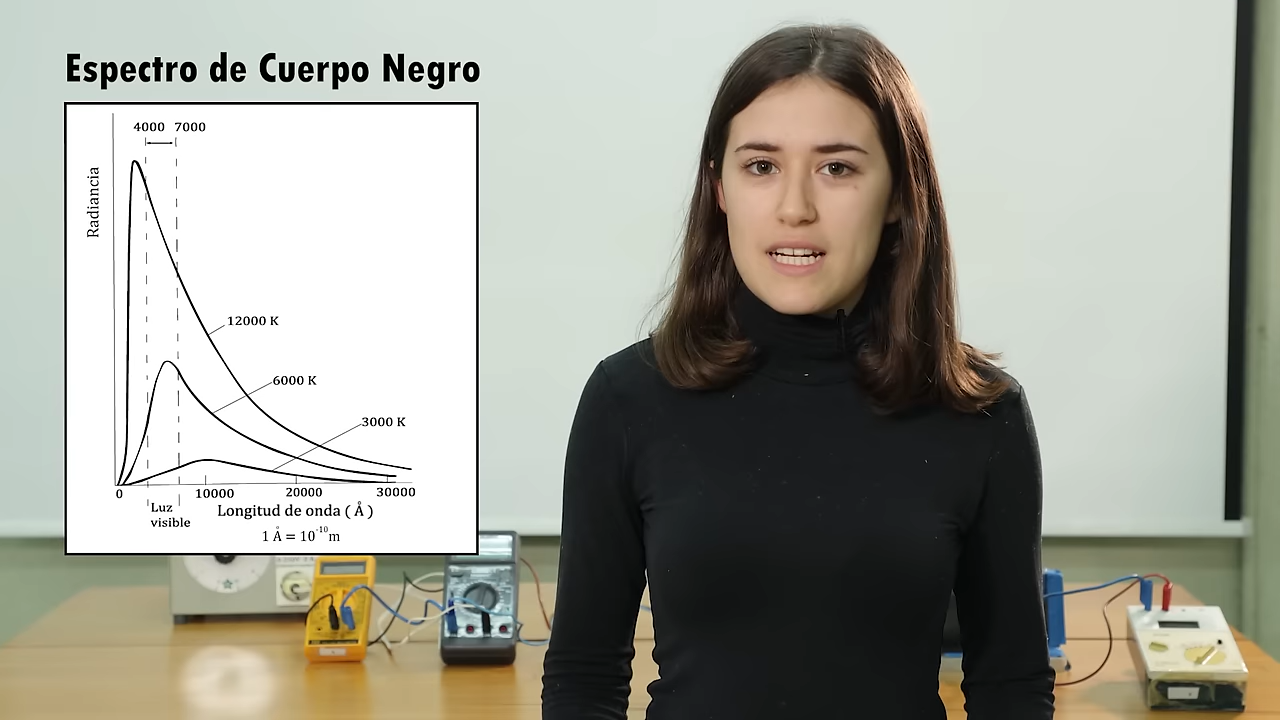 Espectro de Cuerpo Negro
4000 7000
Radiancia
12000 K
6000 K
3000 K
0 10000 20000 30000
Luz
visible
Longitud de onda ( Å )
1 Å = 10⁻¹⁰m